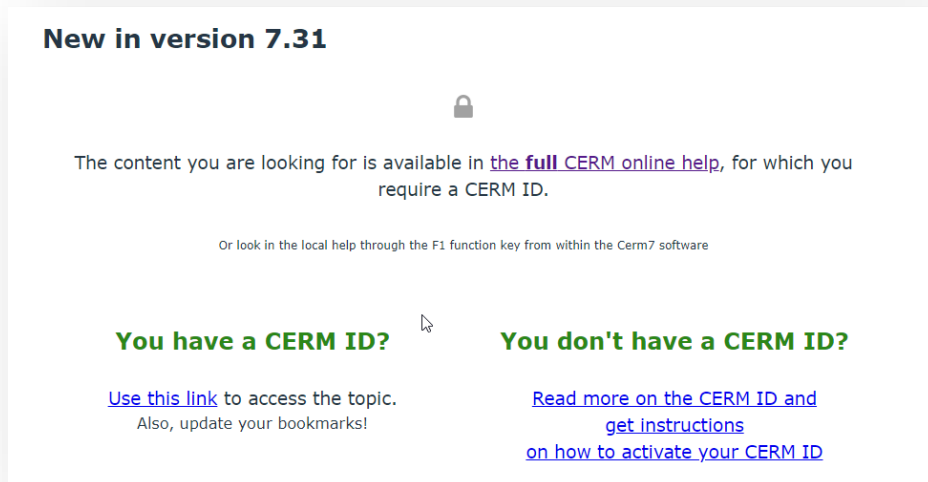 New in version 7.31
The content you are looking for is available in the full CERM online help, for which you
require a CERM ID.
Or look in the local help through the F1 function key from within the Cerm7 software
You have a CERM ID?
Use this link to access the topic.
Also, update your bookmarks!
You don't have a CERM ID?
Read more on the CERM ID and
get instructions
on how to activate your CERM ID